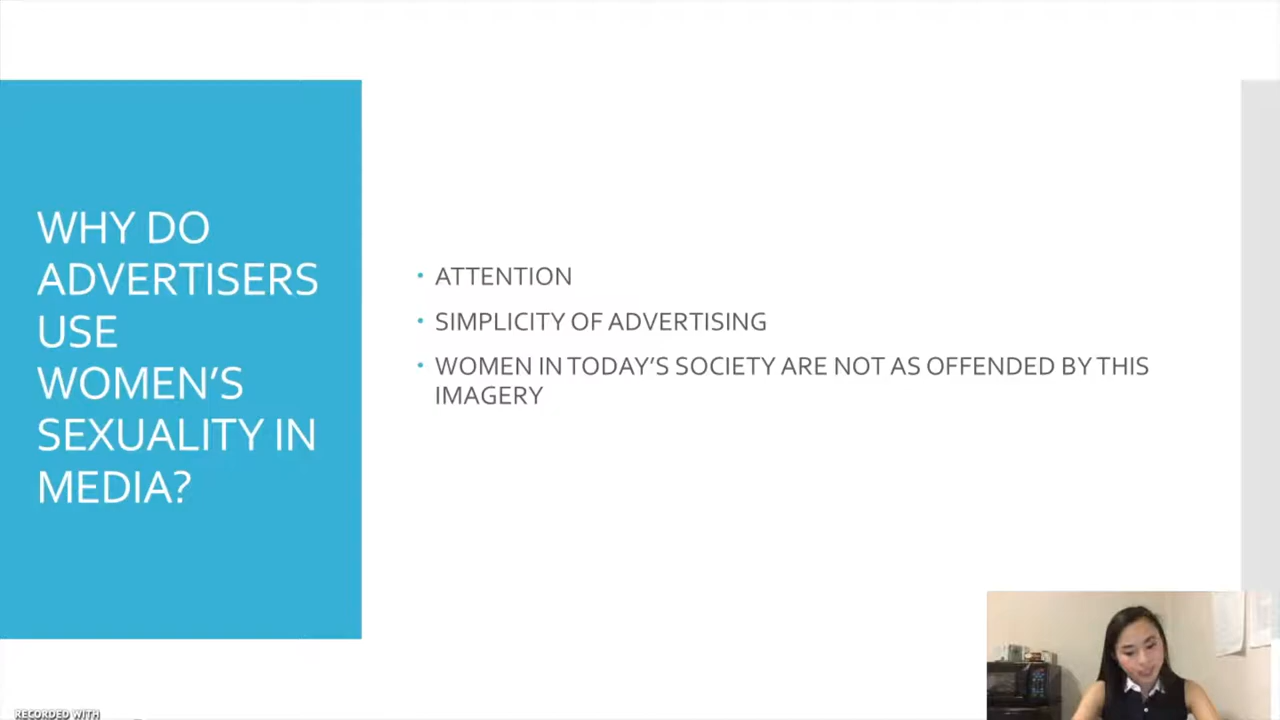 WHY DO
ADVERTISERS
USE
WOMEN'S
SEXUALITY IN
MEDIA?
• ATTENTION
• SIMPLICITY OF ADVERTISING
• WOMEN IN TODAY'S SOCIETY ARE NOT AS OFFENDED BY THIS
IMAGERY
RECORDED WITH